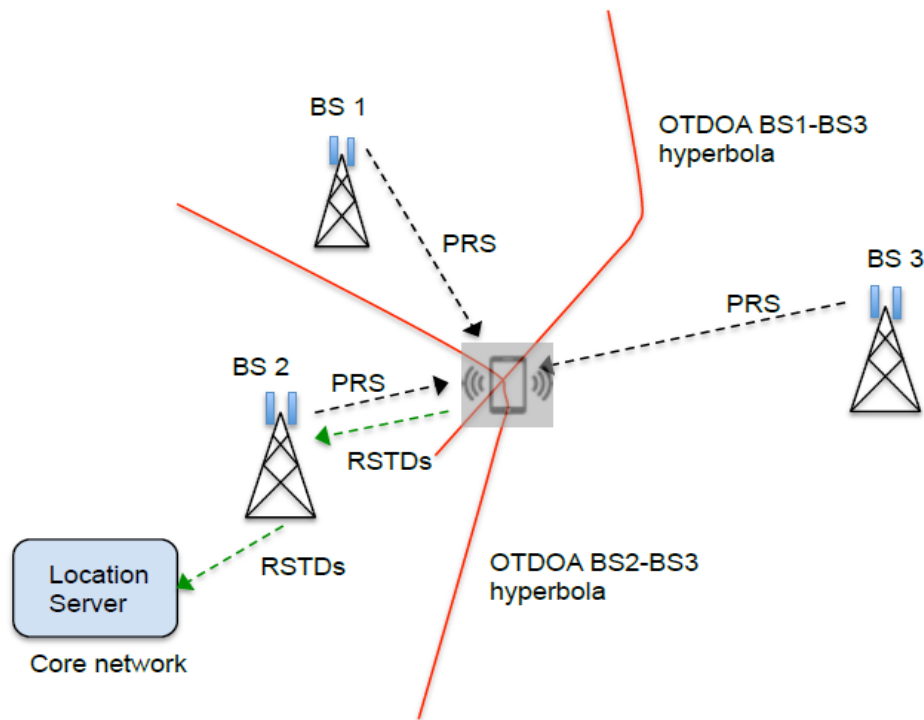 BS 1
OTDOA BS1-BS3
hyperbola
PRS
BS 3
PRS
BS 2
PRS
RSTDs
OTDOA BS2-BS3
hyperbola
RSTDs
Location
Server
Core network